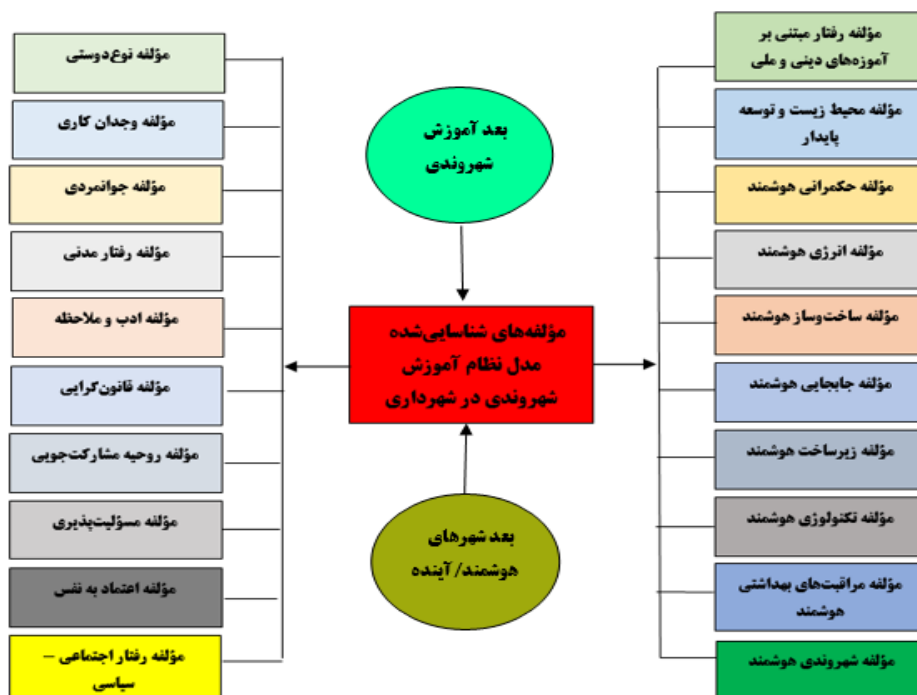 مؤلفه رفتار مبتنی بر
آموزه‌های دینی و ملی
مؤلفه محیط زیست و توسعه
پایدار
مؤلفه حکمرانی هوشمند
مؤلفه انرژی هوشمند
مؤلفه ساخت‌وساز هوشمند
مؤلفه جابجایی هوشمند
مؤلفه زیرساخت هوشمند
مؤلفه تکنولوژی هوشمند
مؤلفه مراقبت‌های بهداشتی
هوشمند
مؤلفه شهروندی هوشمند
بعد آموزش
شهروندی
مؤلفه‌های شناسایی‌شده
مدل نظام آموزش
شهروندی در شهرداری
بعد شهرهای
هوشمند/ آینده
مؤلفه نوع‌دوستی
مؤلفه وجدان کاری
مؤلفه جوانمردی
مؤلفه رفتار مدنی
مؤلفه ادب و ملاحظه
مؤلفه قانون‌گرایی
مؤلفه روحیه مشارکت‌جویی
مؤلفه مسؤلیت‌پذیری
مؤلفه اعتماد به نفس
مؤلفه رفتار اجتماعی –
سیاسی